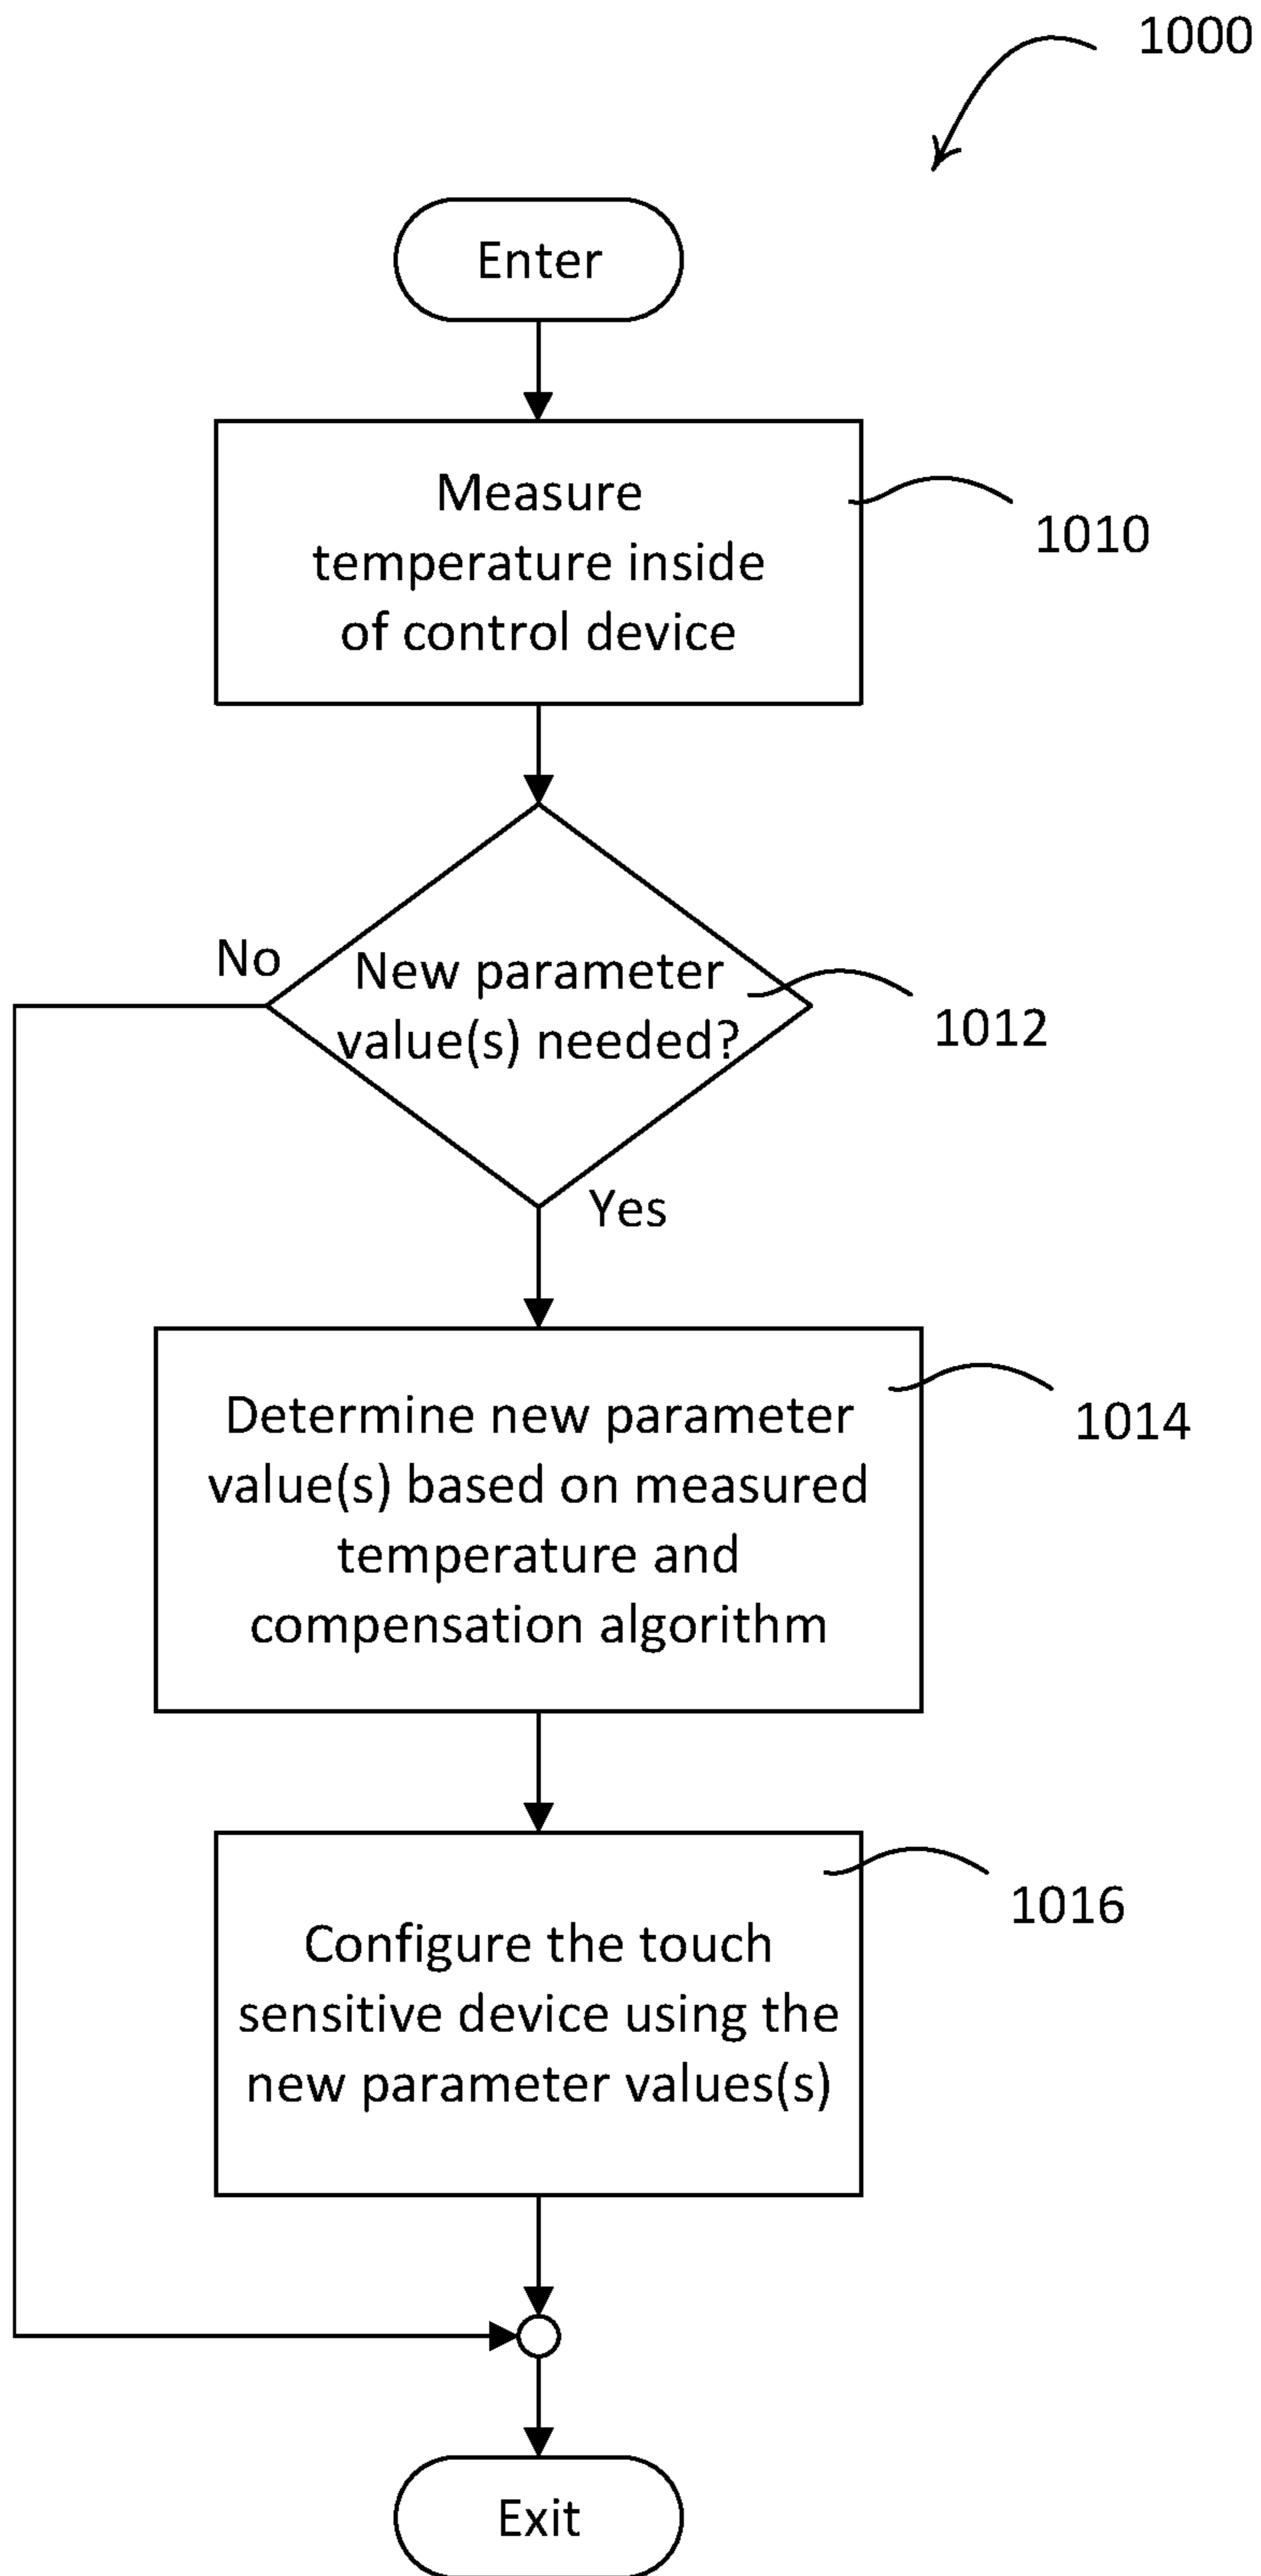 1000
Enter
Measure
temperature inside
of control device
1010
No
New parameter
value(s) needed?
1012
Yes
Determine new parameter
value(s) based on measured
temperature and
compensation algorithm
1014
Configure the touch
sensitive device using the
new parameter values(s)
1016
Exit